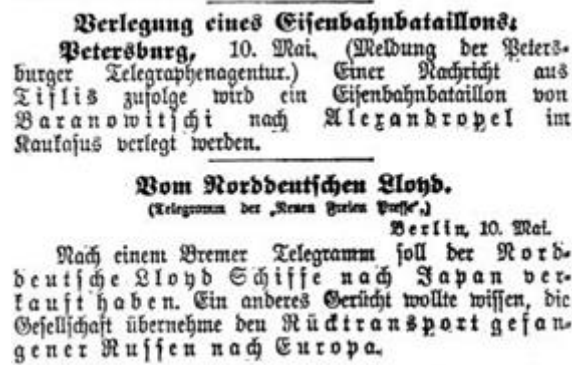 Verlegung eines Eisenbahnbataillons.
Petersburg, 10. Mai. (Meldung der Peters-
burger Telegraphenagentur.) Einer Nachricht aus
Tiflis zufolge wird ein Eisenbahnbataillon von
Baranowitschi nach Alexandropel im
Kaukasus verlegt werden.
Vom Norddeutschen Lloyd.
(Telegramm der „Neuen Freien Presse“.)
Berlin, 10. Mai.
Nach einem Bremer Telegramm soll der Nord-
deutsche Lloyd Schiffe nach Japan ver-
kauft haben. Ein anderes Gerücht wollte wissen, die
Gesellschaft übernehme den Rücktransport gefan-
gener Russen nach Europa.